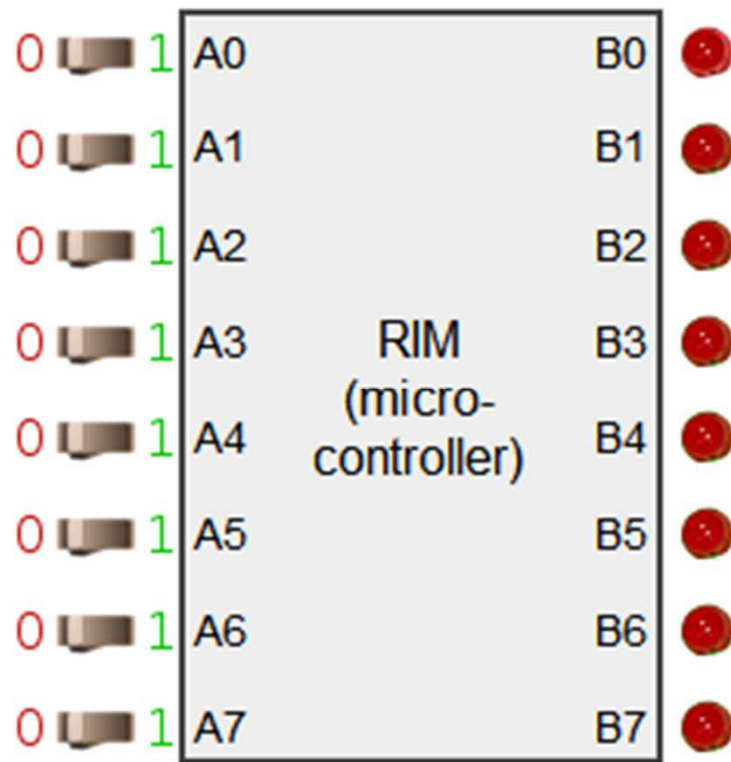 0 1 A0 B0
0 1 A1 B1
0 1 A2 B2
0 1 A3 B3
0 1 A4 B4
0 1 A5 B5
0 1 A6 B6
0 1 A7 B7
RIM
(micro-
controller)